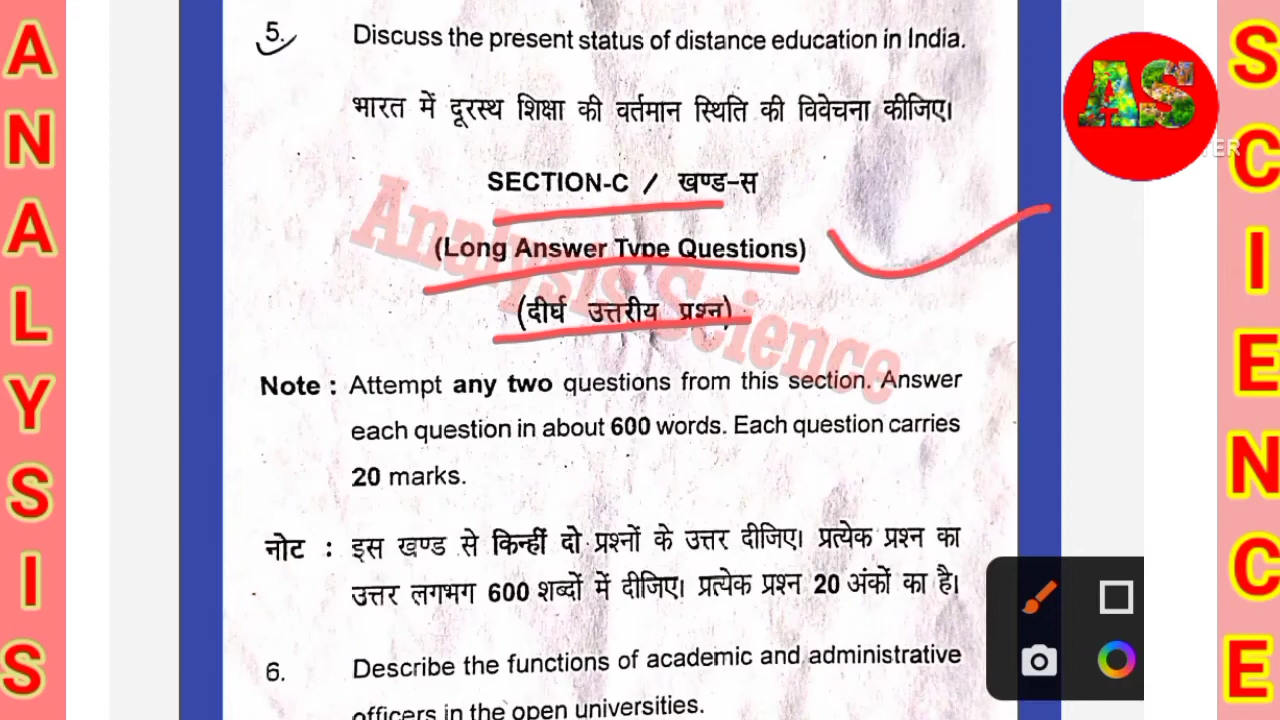 ANALYSIS
5. Discuss the present status of distance education in India.
भारत में दूरस्थ शिक्षा की वर्तमान स्थिति की विवेचना कीजिए।
SECTION-C / खण्ड-स
(Long Answer Type Questions)
(दीर्घ उत्तरीय प्रश्न)
Analysis Science
Note : Attempt any two questions from this section. Answer
each question in about 600 words. Each question carries
20 marks.
नोट : इस खण्ड से किन्हीं दो प्रश्नों के उत्तर दीजिए। प्रत्येक प्रश्न का
उत्तर लगभग 600 शब्दों में दीजिए। प्रत्येक प्रश्न 20 अंकों का है।
6. Describe the functions of academic and administrative
officers in the open universities.
AS
SCIENCE